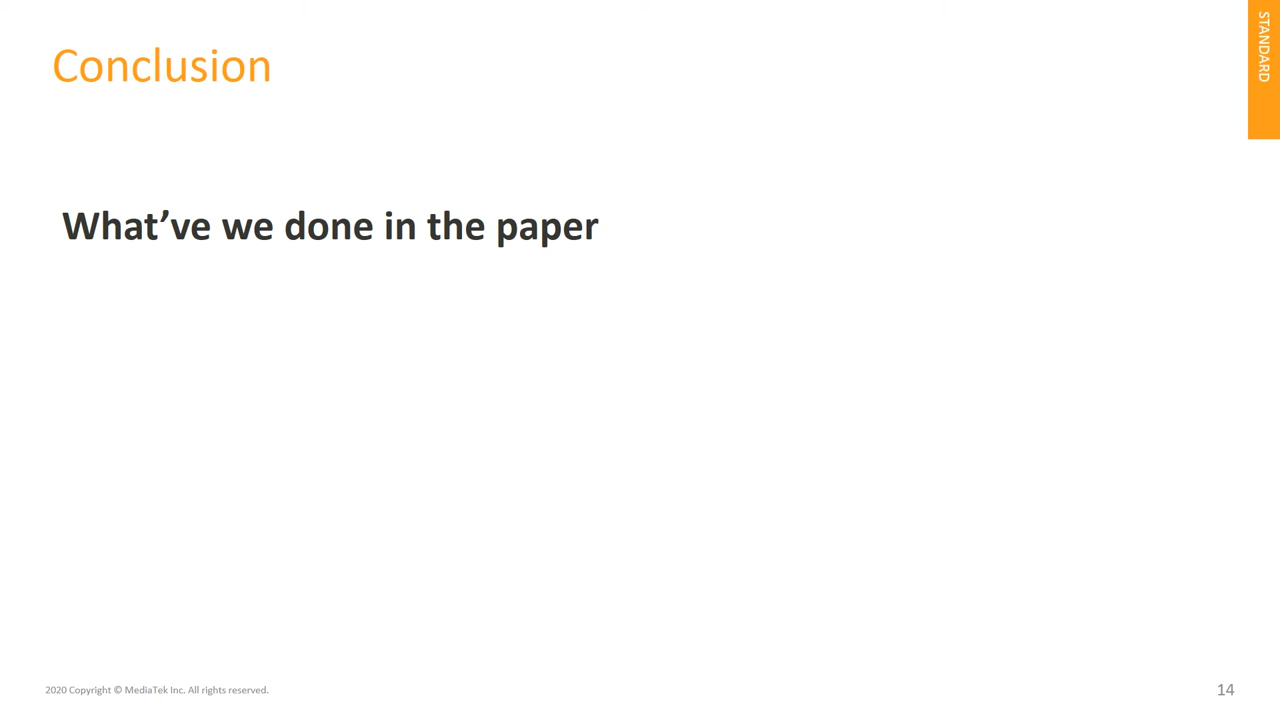 Conclusion
STANDARD
What’ve we done in the paper
2020 Copyright © MediaTek Inc. All rights reserved.
14